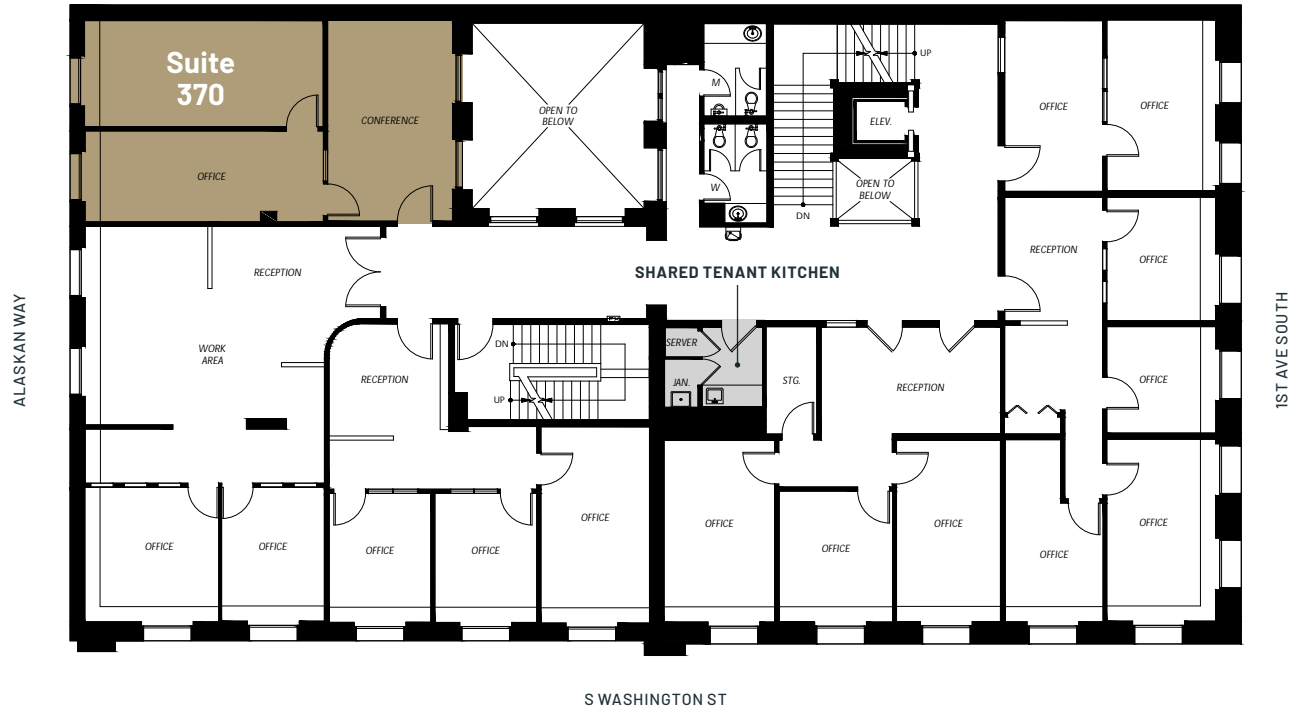 Suite
370
CONFERENCE
OPEN TO
BELOW
M
W
UP
ELEV.
OPEN TO
BELOW
DN
OFFICE
OFFICE
OFFICE
RECEPTION
OFFICE
RECEPTION
SHARED TENANT KITCHEN
ALASKAN WAY
1ST AVE SOUTH
WORK
AREA
RECEPTION
DN
UP
SERVER
JAN.
STG.
RECEPTION
OFFICE
OFFICE
OFFICE
OFFICE
OFFICE
OFFICE
OFFICE
OFFICE
OFFICE
OFFICE
OFFICE
S WASHINGTON ST